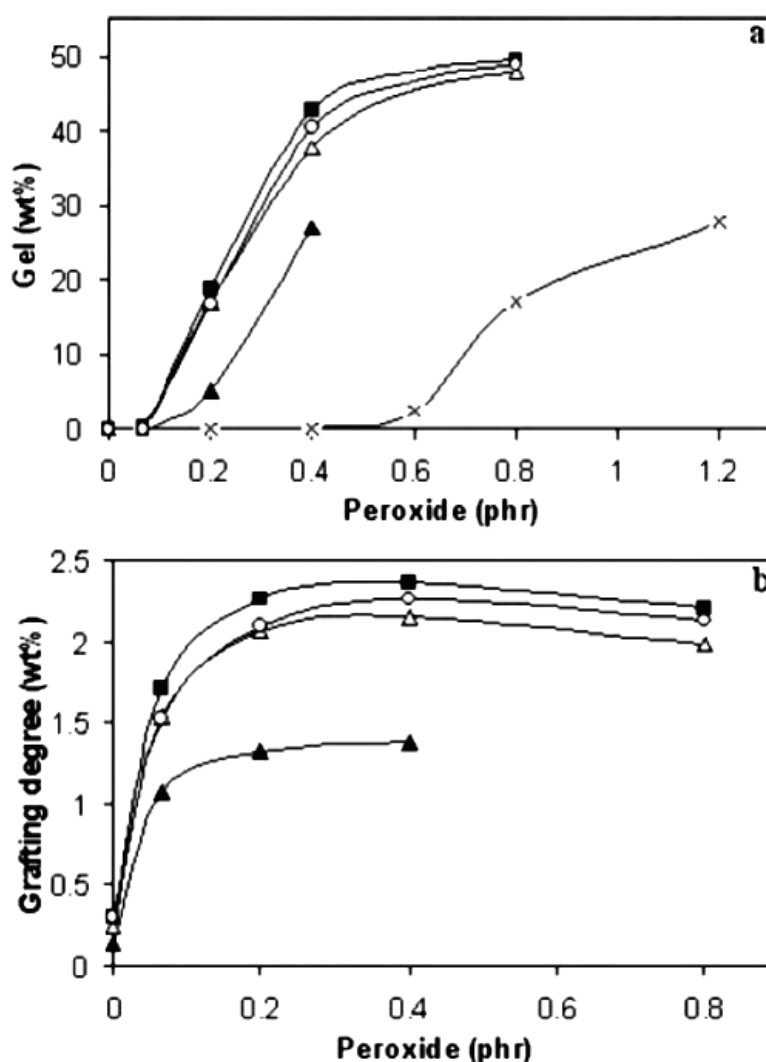 a
50
40
30
20
10
0
Gel (wt%)
0 0.2 0.4 0.6 0.8 1 1.2
Peroxide (phr)
b
2.5
2
1.5
1
0.5
0
Grafting degree (wt%)
0 0.2 0.4 0.6 0.8
Peroxide (phr)